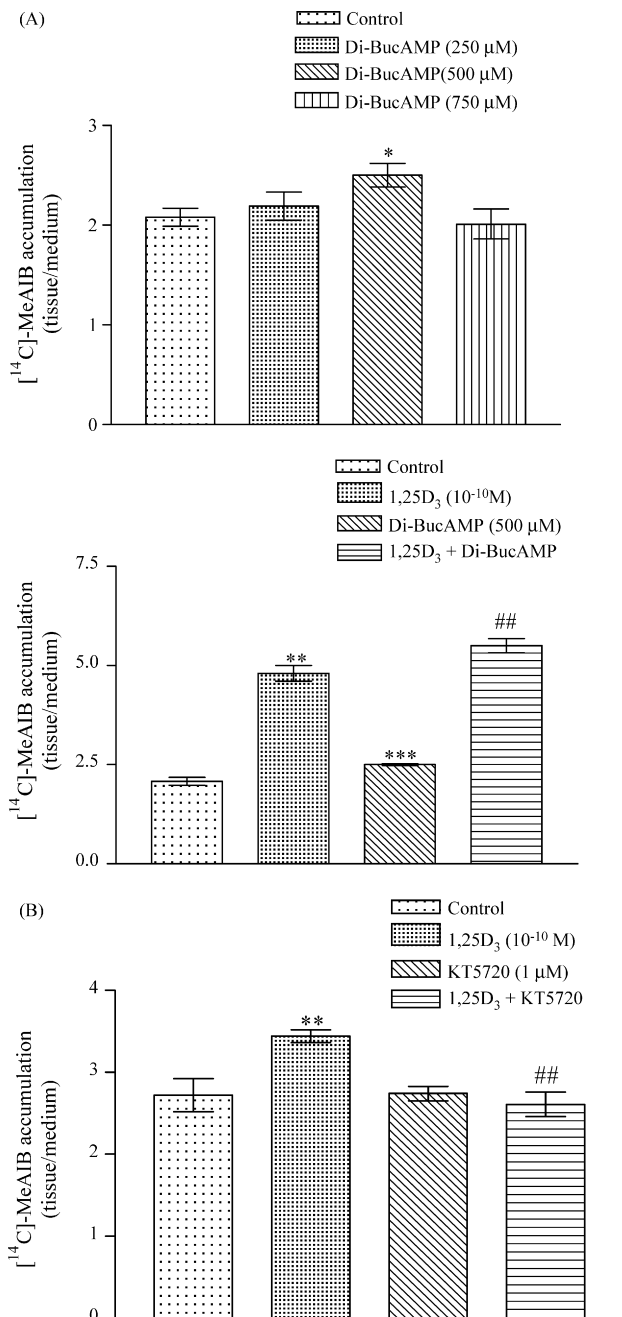 (A)
Control
Di-BucAMP (250 µM)
Di-BucAMP(500 µM)
Di-BucAMP (750 µM)
[¹⁴C]-MeAIB accumulation
(tissue/medium)
3
2
1
0
*
Control
1,25D₃ (10⁻¹⁰M)
Di-BucAMP (500 µM)
1,25D₃ + Di-BucAMP
[¹⁴C]-MeAIB accumulation
(tissue/medium)
7.5
5.0
2.5
0.0
**
***
##
(B)
Control
1,25D₃ (10⁻¹⁰ M)
KT5720 (1 µM)
1,25D₃ + KT5720
[¹⁴C]-MeAIB accumulation
(tissue/medium)
4
3
2
1
0
**
##